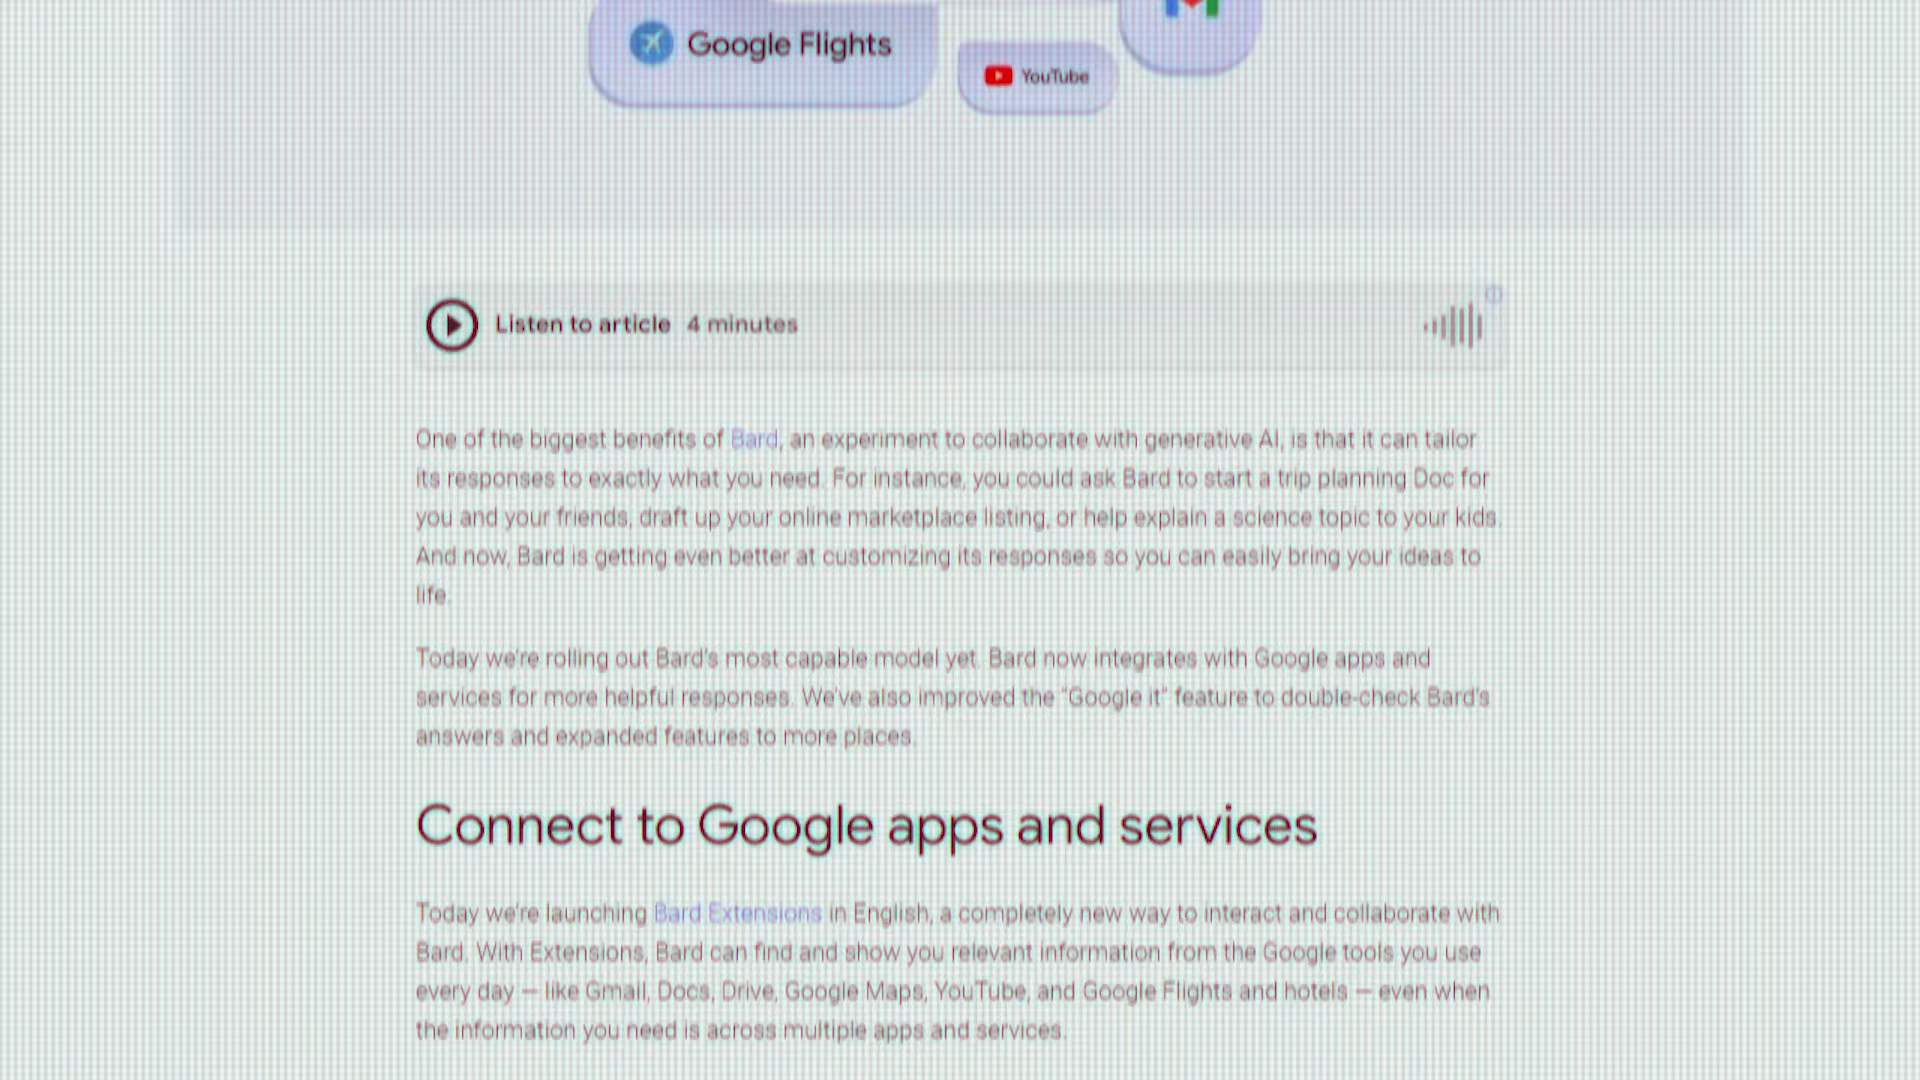 Google Flights
YouTube
Listen to article 4 minutes
One of the biggest benefits of Bard, an experiment to collaborate with generative AI, is that it can tailor
its responses to exactly what you need. For instance, you could ask Bard to start a trip planning Doc for
you and your friends, draft up your online marketplace listing, or help explain a science topic to your kids.
And now, Bard is getting even better at customizing its responses so you can easily bring your ideas to
life.
Today we're rolling out Bard's most capable model yet. Bard now integrates with Google apps and
services for more helpful responses. We've also improved the "Google it" feature to double-check Bard's
answers and expanded features to more places.
Connect to Google apps and services
Today we're launching Bard Extensions in English, a completely new way to interact and collaborate with
Bard. With Extensions, Bard can find and show you relevant information from the Google tools you use
every day — like Gmail, Docs, Drive, Google Maps, YouTube, and Google Flights and hotels — even when
the information you need is across multiple apps and services.